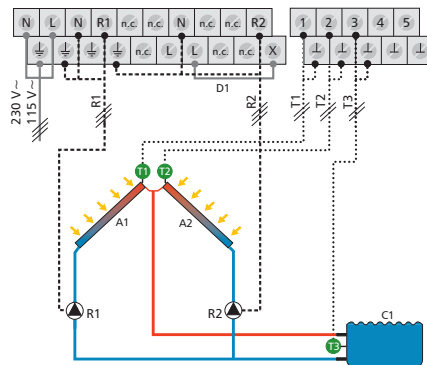 N L N R1 n.c. n.c. N n.c. n.c. R2
n.c. L L n.c. n.c. X
1 2 3 4 5
D1
230 V~
115 V~
R1
R2
T1
T2
T3
T1 T2
A1 A2
R1 R2
C1
T3